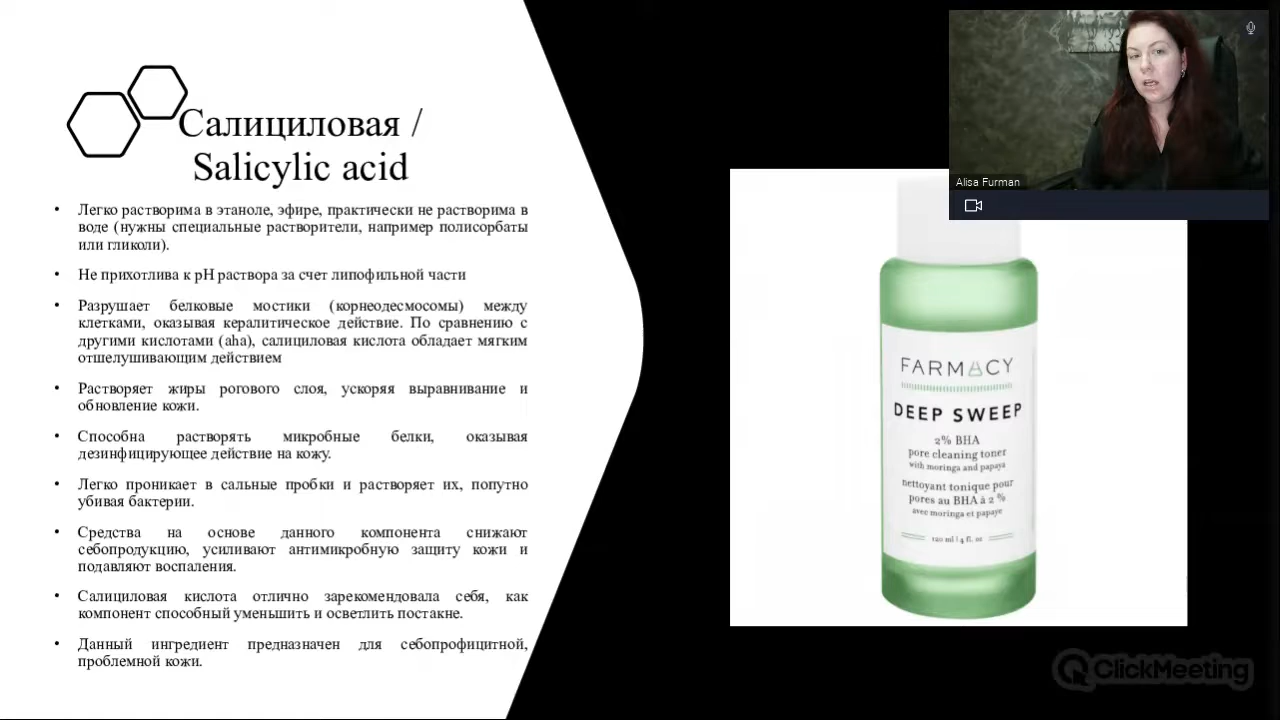 Салициловая /
Salicylic acid
• Легко растворима в этаноле, эфире, практически не растворима в
воде (нужны специальные растворители, например полисорбаты
или гликоли).
• Не прихотлива к pH раствора за счет липофильной части
• Разрушает белковые мостики (корнеодесмосомы) между
клетками, оказывая кералитическое действие. По сравнению с
другими кислотами (aha), салициловая кислота обладает мягким
отшелушивающим действием
• Растворяет жиры рогового слоя, ускоряя выравнивание и
обновление кожи.
• Способна растворять микробные белки, оказывая
дезинфицирующее действие на кожу.
• Легко проникает в сальные пробки и растворяет их, попутно
убивая бактерии.
• Средства на основе данного компонента снижают
себопродукцию, усиливают антимикробную защиту кожи и
подавляют воспаления.
• Салициловая кислота отлично зарекомендовала себя, как
компонент способный уменьшить и осветлить постакне.
• Данный ингредиент предназначен для себопрофицитной,
проблемной кожи.
Alisa Furman
FARMACY
DEEP SWEEP
2% BHA
pore cleaning toner
with moringa and papaya
nettoyant tonique pour
pores au BHA à 2 %
avec moringa et papaye
120 ml | 4 fl. oz
ClickMeeting